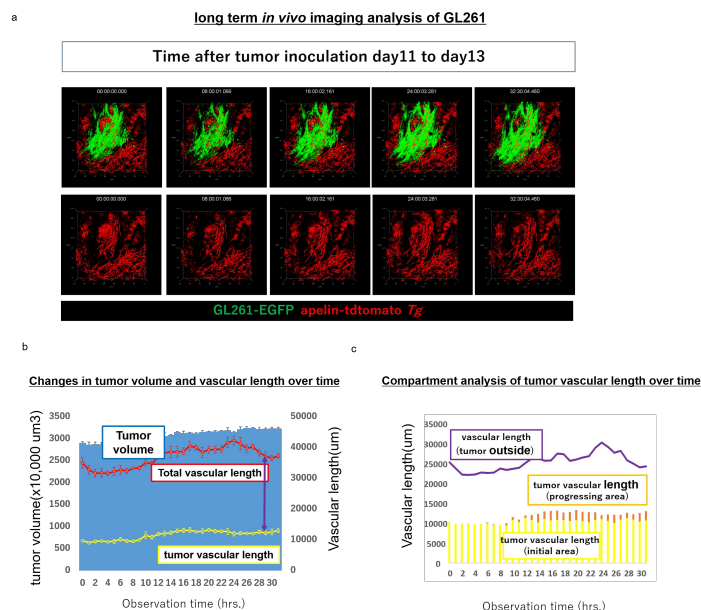 a
long term in vivo imaging analysis of GL261
Time after tumor inoculation day11 to day13
00:00:00.000 08:00:01.066 16:00:02.161 24:00:03.281 32:30:04.460
00:00:00.000 08:00:01.066 16:00:02.161 24:00:03.281 32:30:04.460
GL261-EGFP apelin-tdtomato Tg
b
Changes in tumor volume and vascular length over time
tumor volume(x10,000 um3)
3500
3000
2500
2000
1500
1000
500
0
Tumor
volume
Total vascular length
tumor vascular length
50000
40000
30000
20000
10000
0
Vascular length(um)
0 2 4 6 8 10 12 14 16 18 20 22 24 26 28 30
Observation time (hrs.)
c
Compartment analysis of tumor vascular length over time
Vascular length(um)
35000
30000
25000
20000
15000
10000
5000
0
vascular length
(tumor outside)
tumor vascular length
(progressing area)
tumor vascular length
(initial area)
0 2 4 6 8 10 12 14 16 18 20 22 24 26 28 30
Observation time (hrs.)